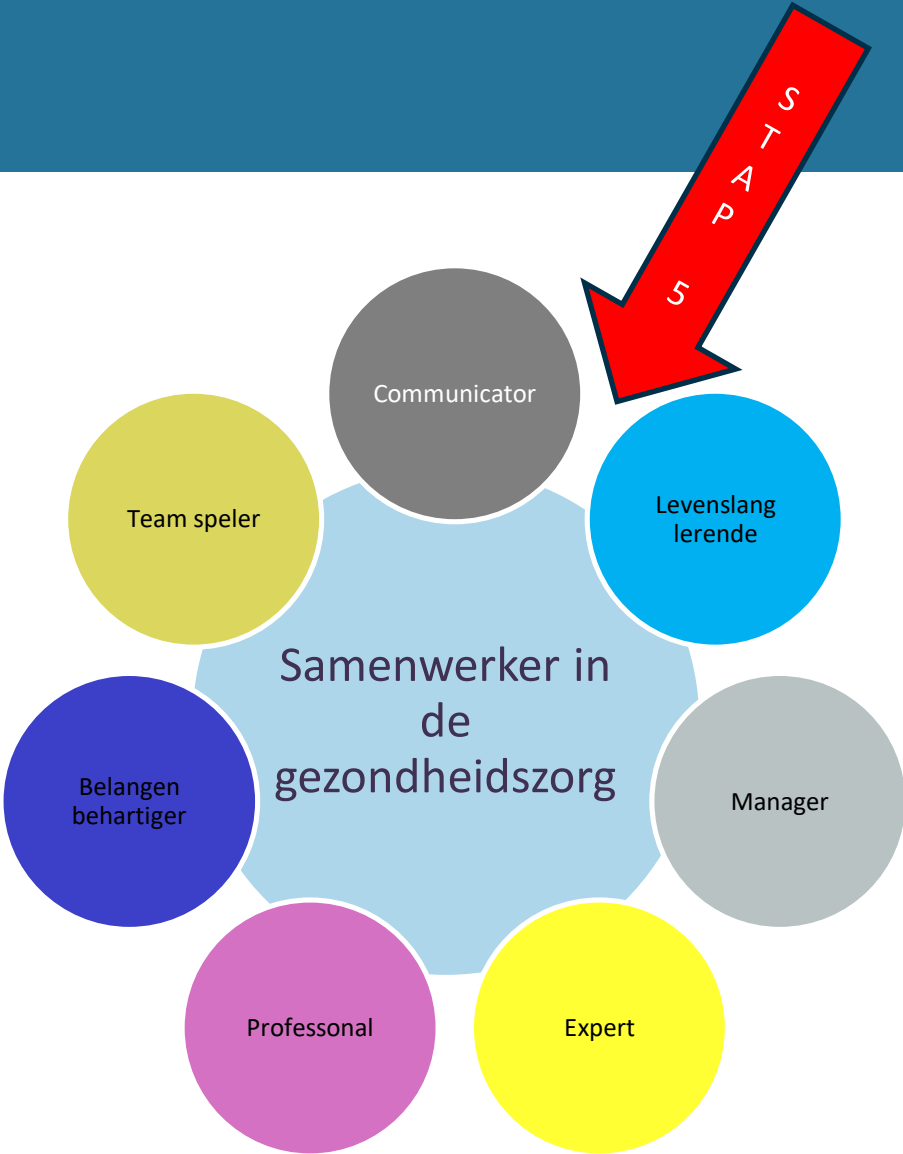 STAP 5
Communicator
Levenslang
lerende
Team speler
Samenwerker in
de
gezondheidszorg
Belangen
behartiger
Manager
Professonal
Expert